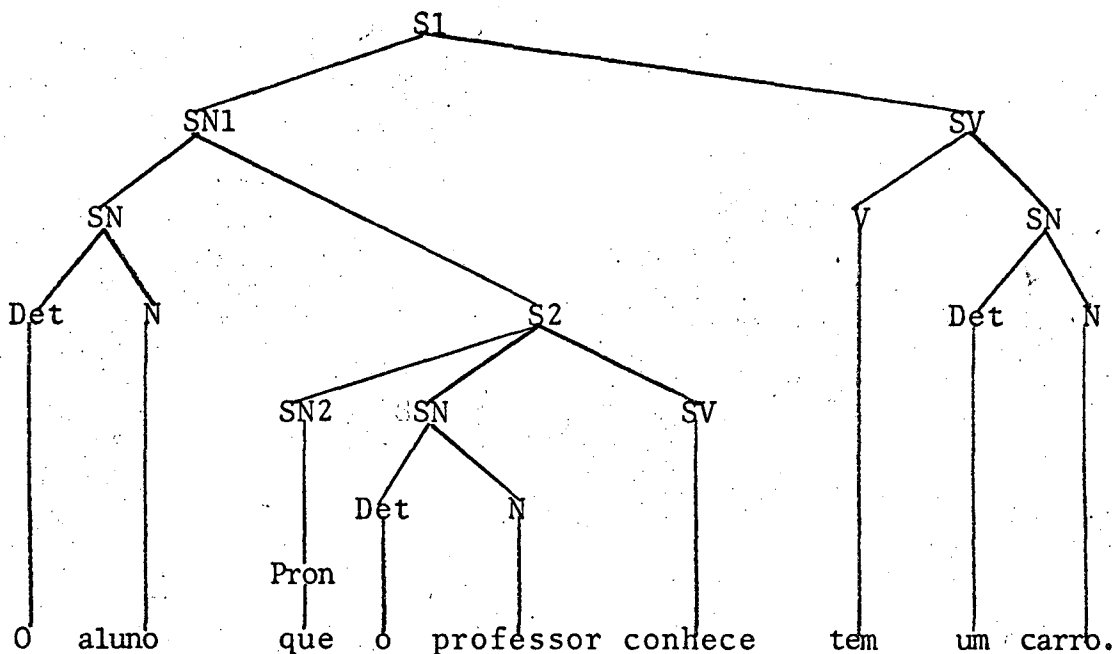 S1
SN1 SV
SN V SN
Det N S2 Det N
SN2 SN SV
Det N
Pron
O aluno que o professor conhece tem um carro.